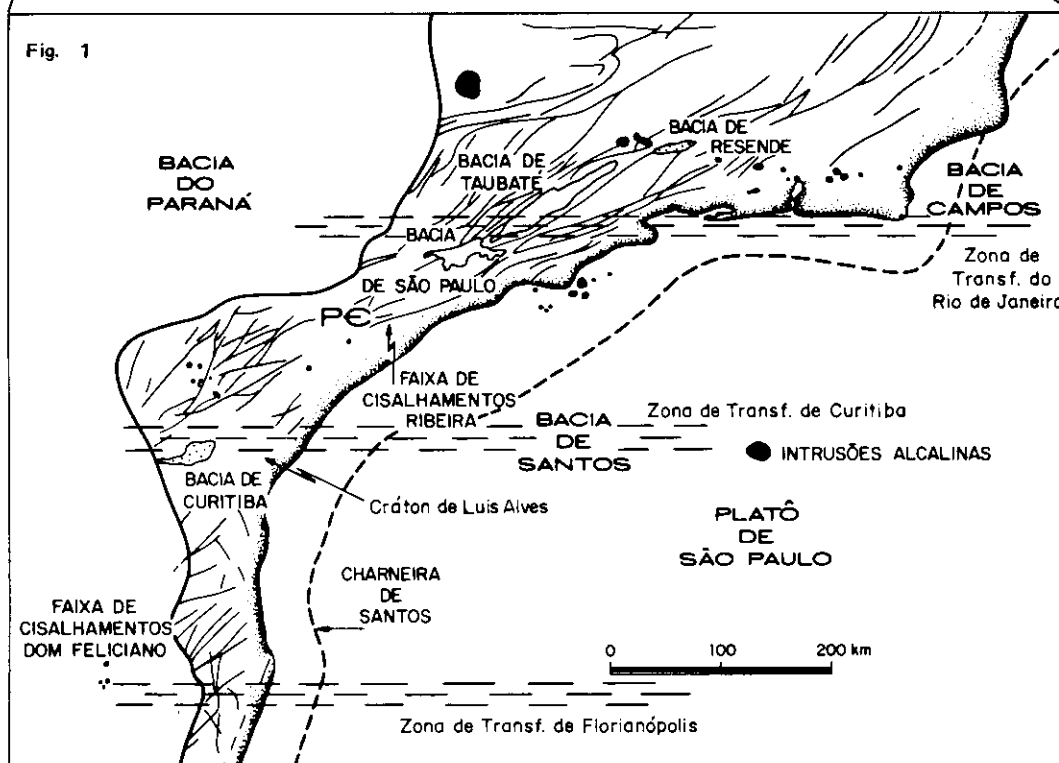 Fig. 1
BACIA
DO
PARANÁ
BACIA DE
TAUBATE
BACIA DE
RESENDE
BACIA
DE
CAMPOS
BACIA
DE SÃO PAULO
Zona de
Transf. do
Rio de Janeiro
P€
FAIXA DE
CISALHAMENTOS
RIBEIRA
Zona de Transf. de Curitiba
BACIA
DE
SANTOS
INTRUSÕES ALCALINAS
BACIA DE
CURITIBA
Cráton de Luis Alves
PLATÔ
DE
SÃO PAULO
CHARNEIRA
DE
SANTOS
FAIXA DE
CISALHAMENTOS
DOM FELICIANO
0 100 200 km
Zona de Transf. de Florianópolis